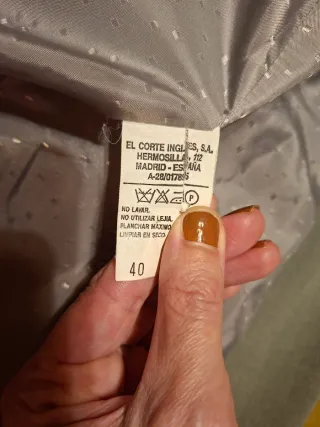 EL CORTE INGLES, S.A.
HERMOSILLA, 112
MADRID - ESPAÑA
A-28/017895
P
NO LAVAR.
NO UTILIZAR LEJIA.
PLANCHAR MÁXIMO
LIMPIAR EN SECO
40